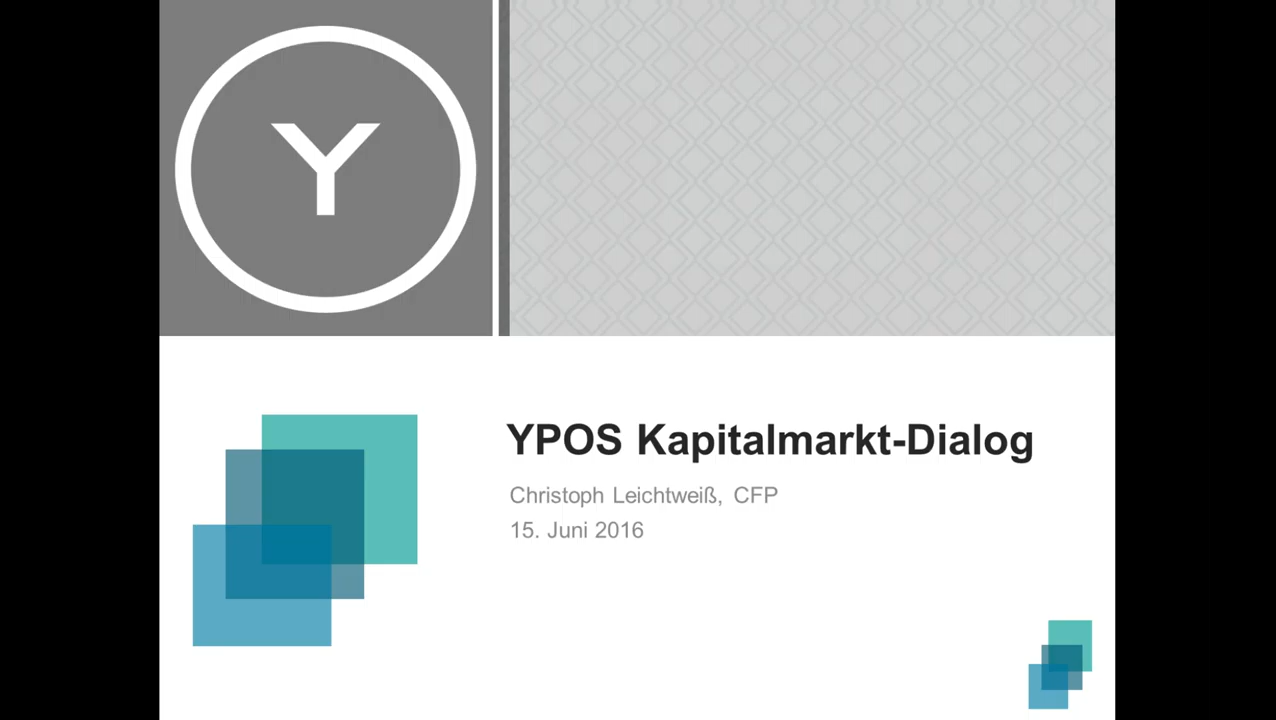 Y
YPOS Kapitalmarkt-Dialog
Christoph Leichtweiß, CFP
15. Juni 2016